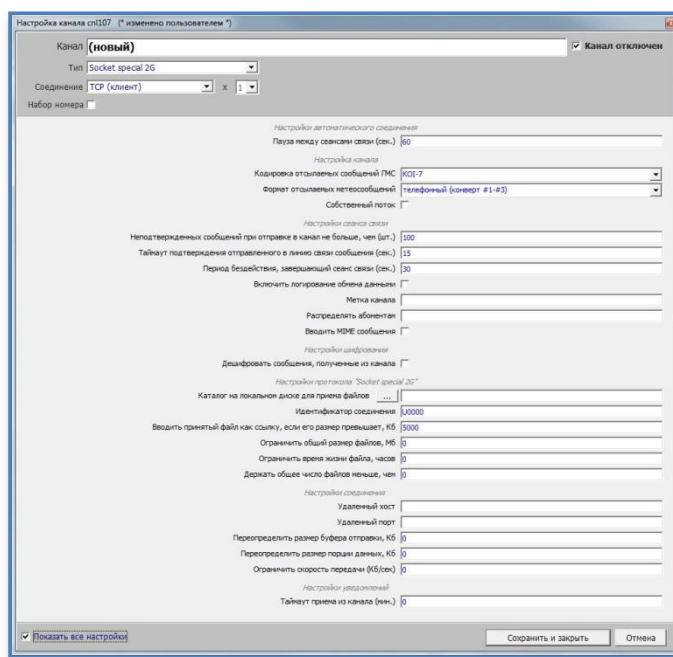 Настройка канала cnl107 (* изменено пользователем *)
Канал (новый) Канал отключен
Тип Socket special 2G
Соединение TCP (клиент) x 1
Набор номера
Настройки автоматического соединения
Пауза между сеансами связи (сек.) 60
Настройка канала
Кодировка отсылаемых сообщений ГМС KOI-7
Формат отсылаемых метеосообщений телефонный (конверт #1-#3)
Собственный поток
Настройки сеанса связи
Неподтвержденных сообщений при отправке в канал не больше, чем (шт.) 100
Таймаут подтверждения отправленного в линию связи сообщения (сек.) 15
Период бездействия, завершающий сеанс связи (сек.) 30
Включить логирование обмена данными
Метка канала
Распределять абонентам
Вводить MIME сообщения
Настройки шифрования
Дешифровать сообщения, полученные из канала
Настройки протокола "Socket special 2G"
Каталог на локальном диске для приема файлов ...
Идентификатор соединения U0000
Вводить принятый файл как ссылку, если его размер превышает, Кб 5000
Ограничить общий размер файлов, Мб 0
Ограничить время жизни файла, часов 0
Держать общее число файлов меньше, чем 0
Настройки соединения
Удаленный хост
Удаленный порт
Переопределить размер буфера отправки, Кб 0
Переопределить размер порции данных, Кб 0
Ограничить скорость передачи (Кб/сек) 0
Настройки уведомлений
Таймаут приема из канала (мин.) 0
Показать все настройки Сохранить и закрыть Отмена